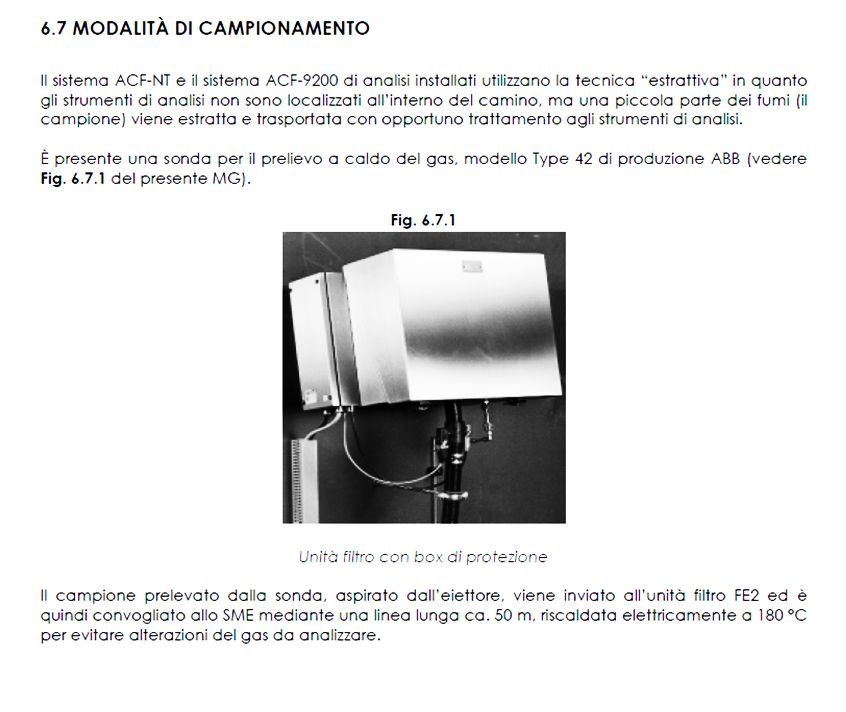 6.7 MODALITÀ DI CAMPIONAMENTO
Il sistema ACF-NT e il sistema ACF-9200 di analisi installati utilizzano la tecnica “estrattiva” in quanto
gli strumenti di analisi non sono localizzati all’interno del camino, ma una piccola parte dei fumi (il
campione) viene estratta e trasportata con opportuno trattamento agli strumenti di analisi.
È presente una sonda per il prelievo a caldo del gas, modello Type 42 di produzione ABB (vedere
Fig. 6.7.1 del presente MG).
Fig. 6.7.1
Unità filtro con box di protezione
Il campione prelevato dalla sonda, aspirato dall’eiettore, viene inviato all’unità filtro FE2 ed è
quindi convogliato allo SME mediante una linea lunga ca. 50 m, riscaldata elettricamente a 180 °C
per evitare alterazioni del gas da analizzare.